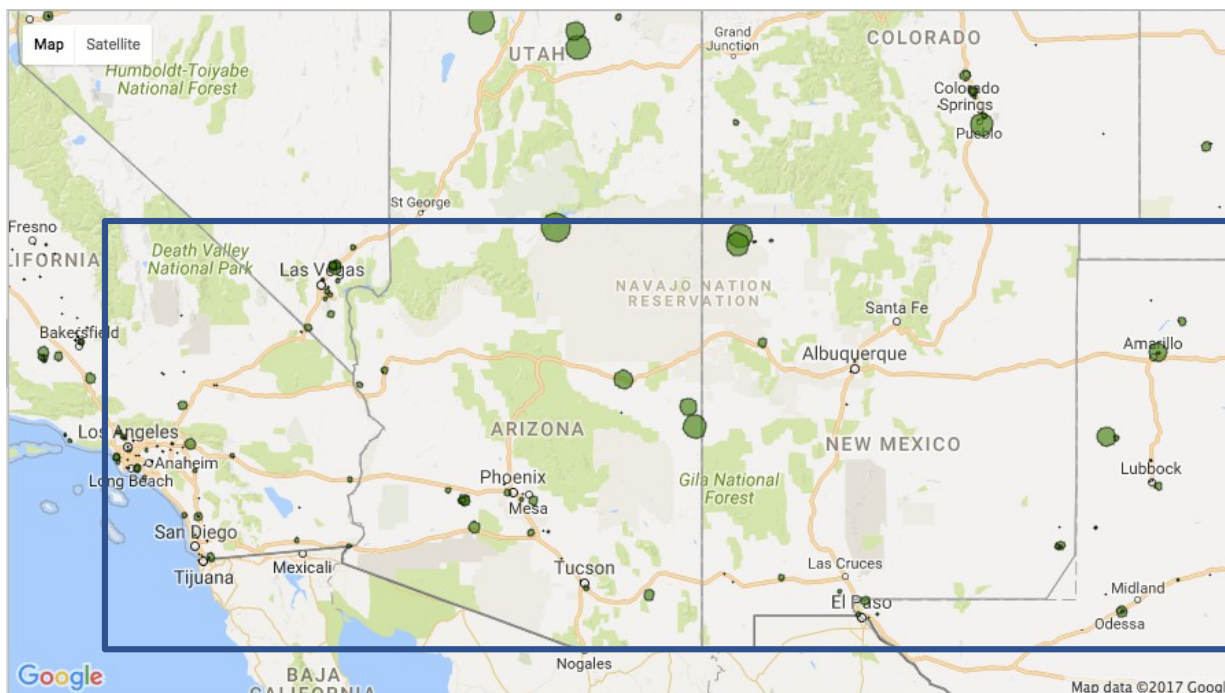 Map
Satellite
UTAH
Grand
Junction
COLORADO
Humboldt-Toiyabe
National Forest
Colorado
Springs
Pueblo
St George
Fresno
LIFORNIA
Death Valley
National Park
Las Vegas
NAVAJO NATION
RESERVATION
Santa Fe
Bakersfield
Albuquerque
Amarillo
Los Angeles
ARIZONA
NEW MEXICO
Anaheim
Long Beach
Phoenix
Mesa
Gila National
Forest
Lubbock
San Diego
Tijuana
Mexicali
Tucson
Las Cruces
Midland
El Paso
Odessa
Nogales
BAJA
CALIFORNIA
Google
Map data ©2017 Googl